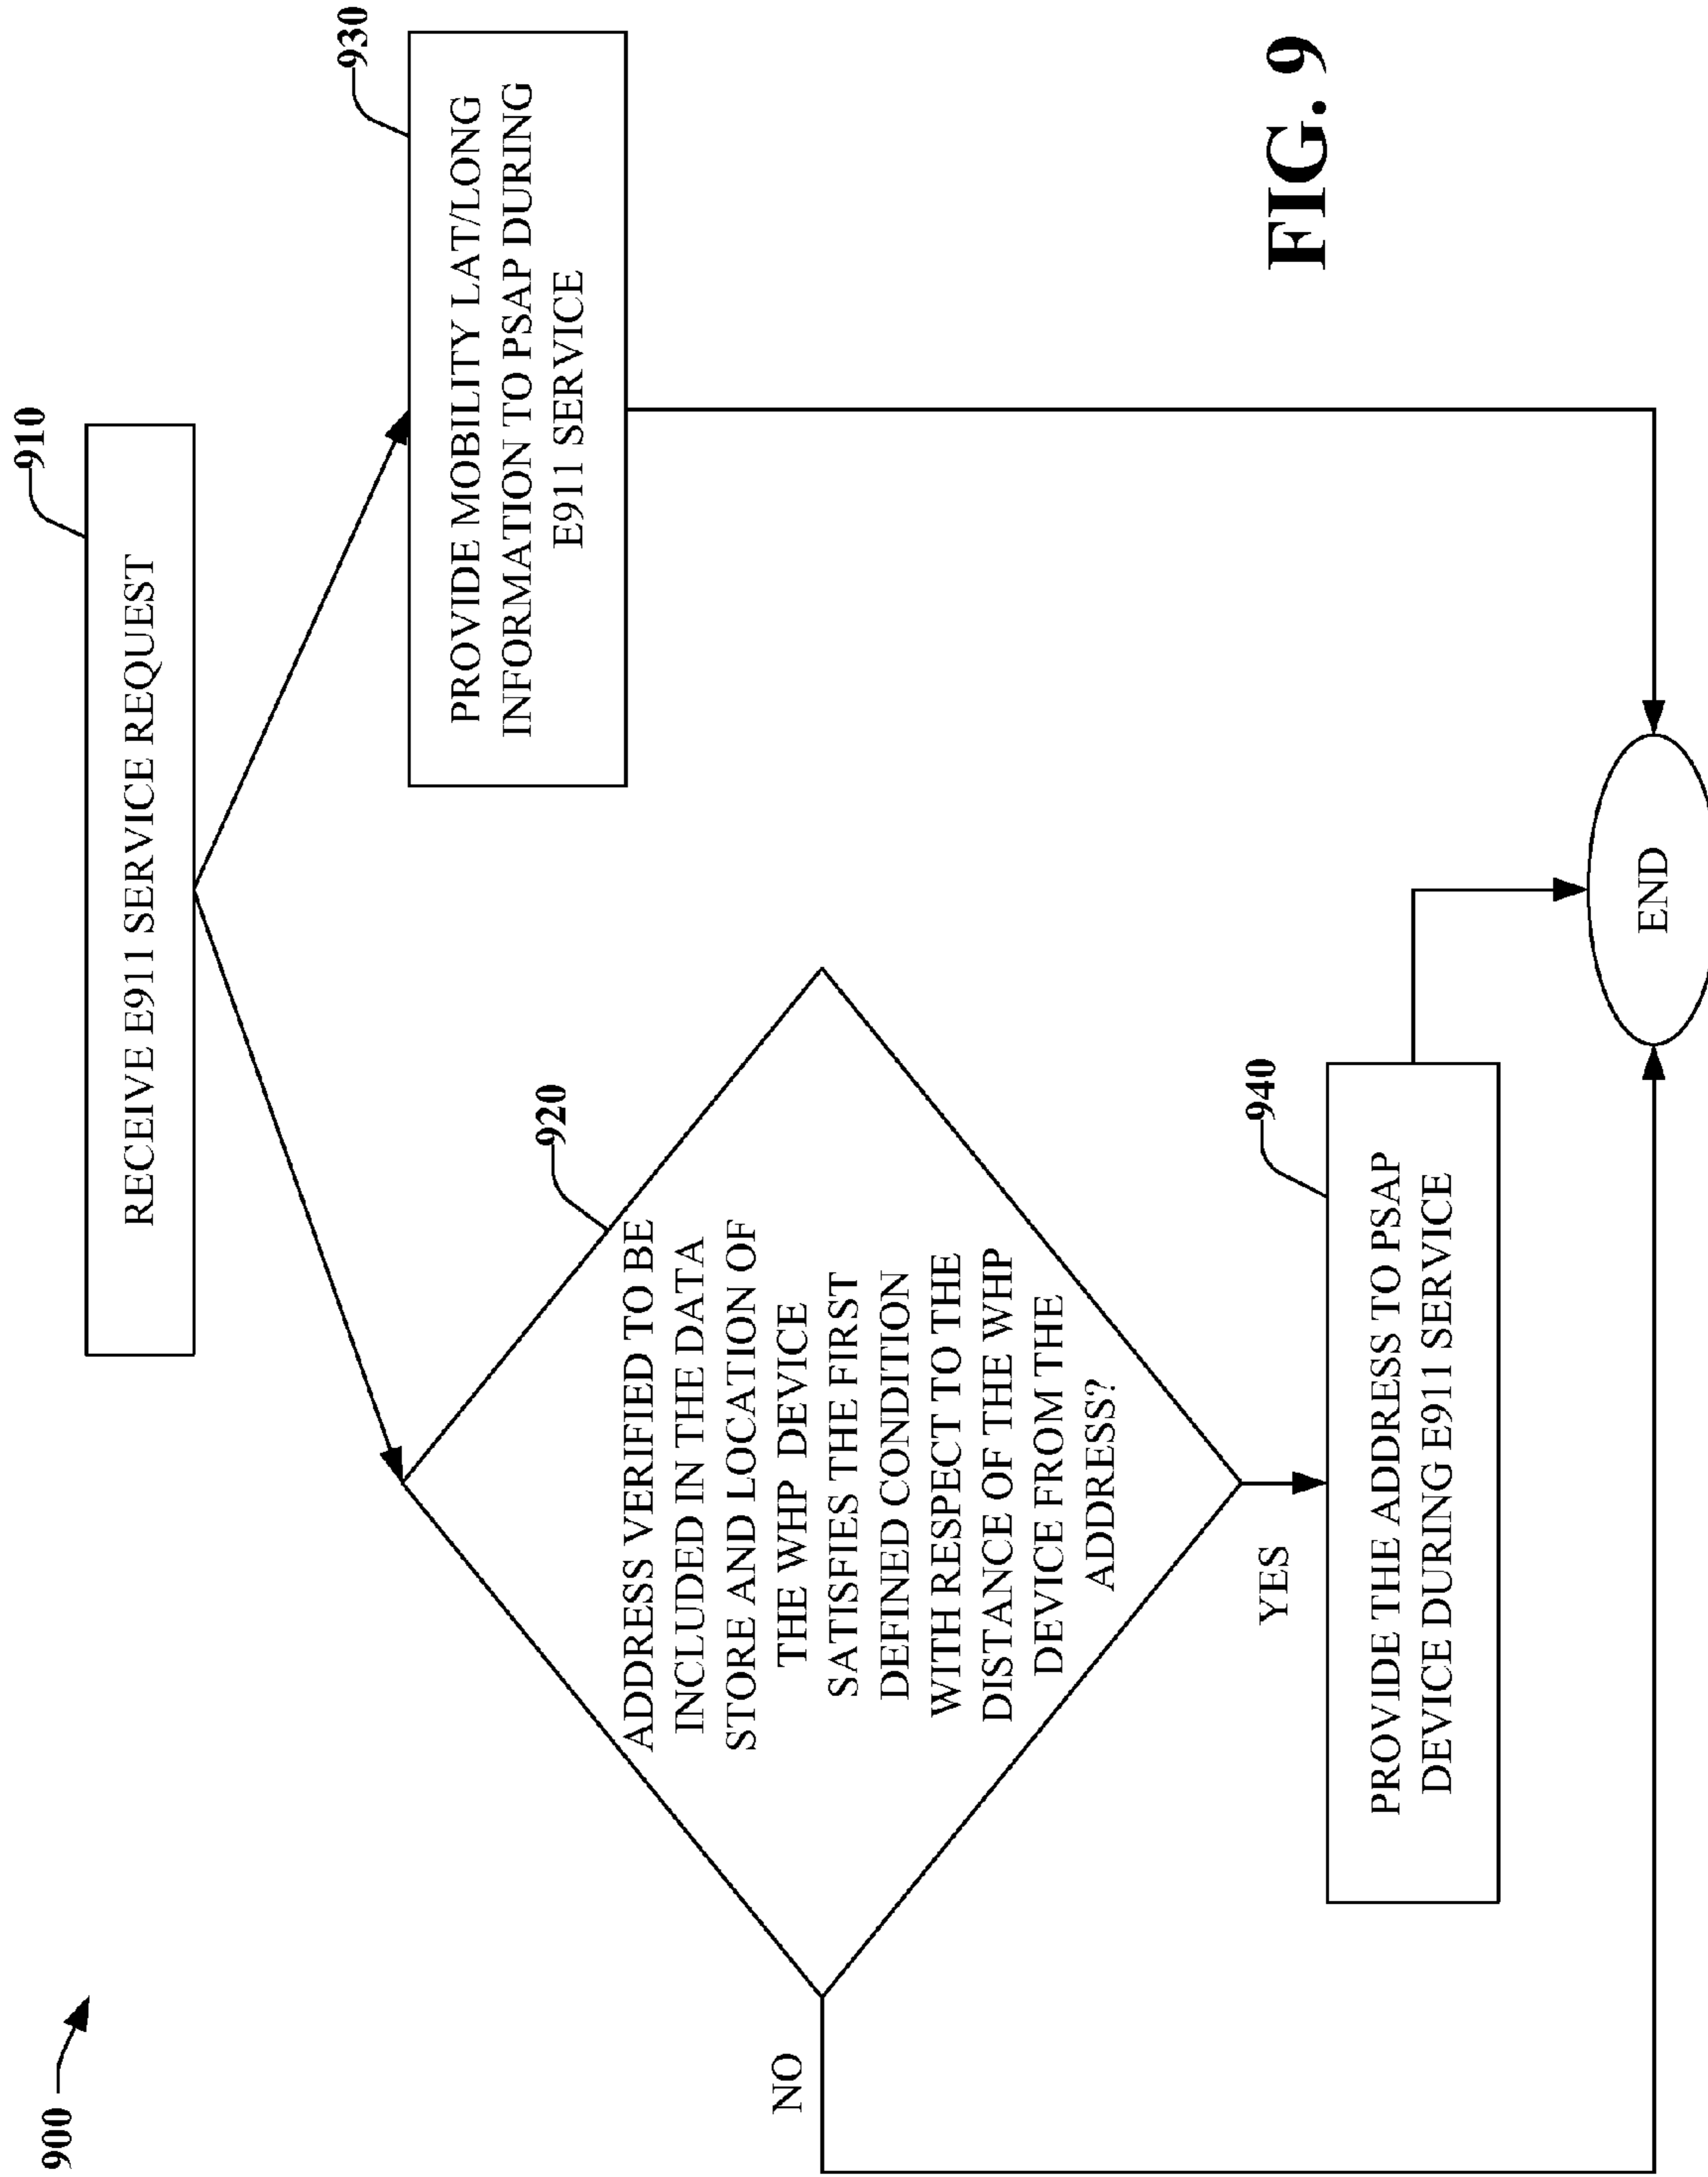 900
910
RECEIVE E911 SERVICE REQUEST
920
ADDRESS VERIFIED TO BE
INCLUDED IN THE DATA
STORE AND LOCATION OF
THE WHP DEVICE
SATISFIES THE FIRST
DEFINED CONDITION
WITH RESPECT TO THE
DISTANCE OF THE WHP
DEVICE FROM THE
ADDRESS?
930
PROVIDE MOBILITY LAT/LONG
INFORMATION TO PSAP DURING
E911 SERVICE
NO
YES
940
PROVIDE THE ADDRESS TO PSAP
DEVICE DURING E911 SERVICE
END
FIG. 9